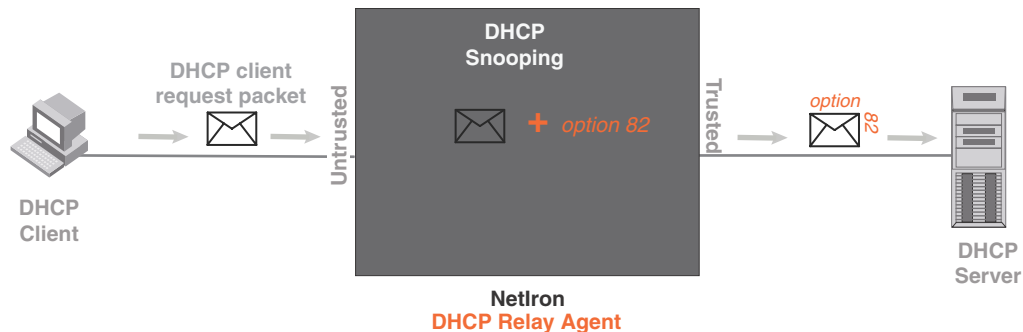 DHCP
Snooping
DHCP client
request packet
+ option 82
Untrusted
Trusted
option
82
DHCP
Client
DHCP
Server
NetIron
DHCP Relay Agent